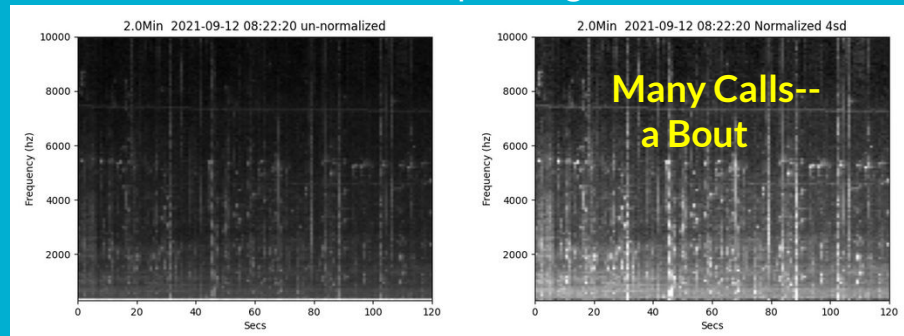 2.0Min 2021-09-12 08:22:20 un-normalized
10000
8000
6000
4000
2000
Frequency (hz)
0 20 40 60 80 100 120
Secs
2.0Min 2021-09-12 08:22:20 Normalized 4sd
10000
8000
6000
4000
2000
Frequency (hz)
0 20 40 60 80 100 120
Secs
Many Calls--
a Bout